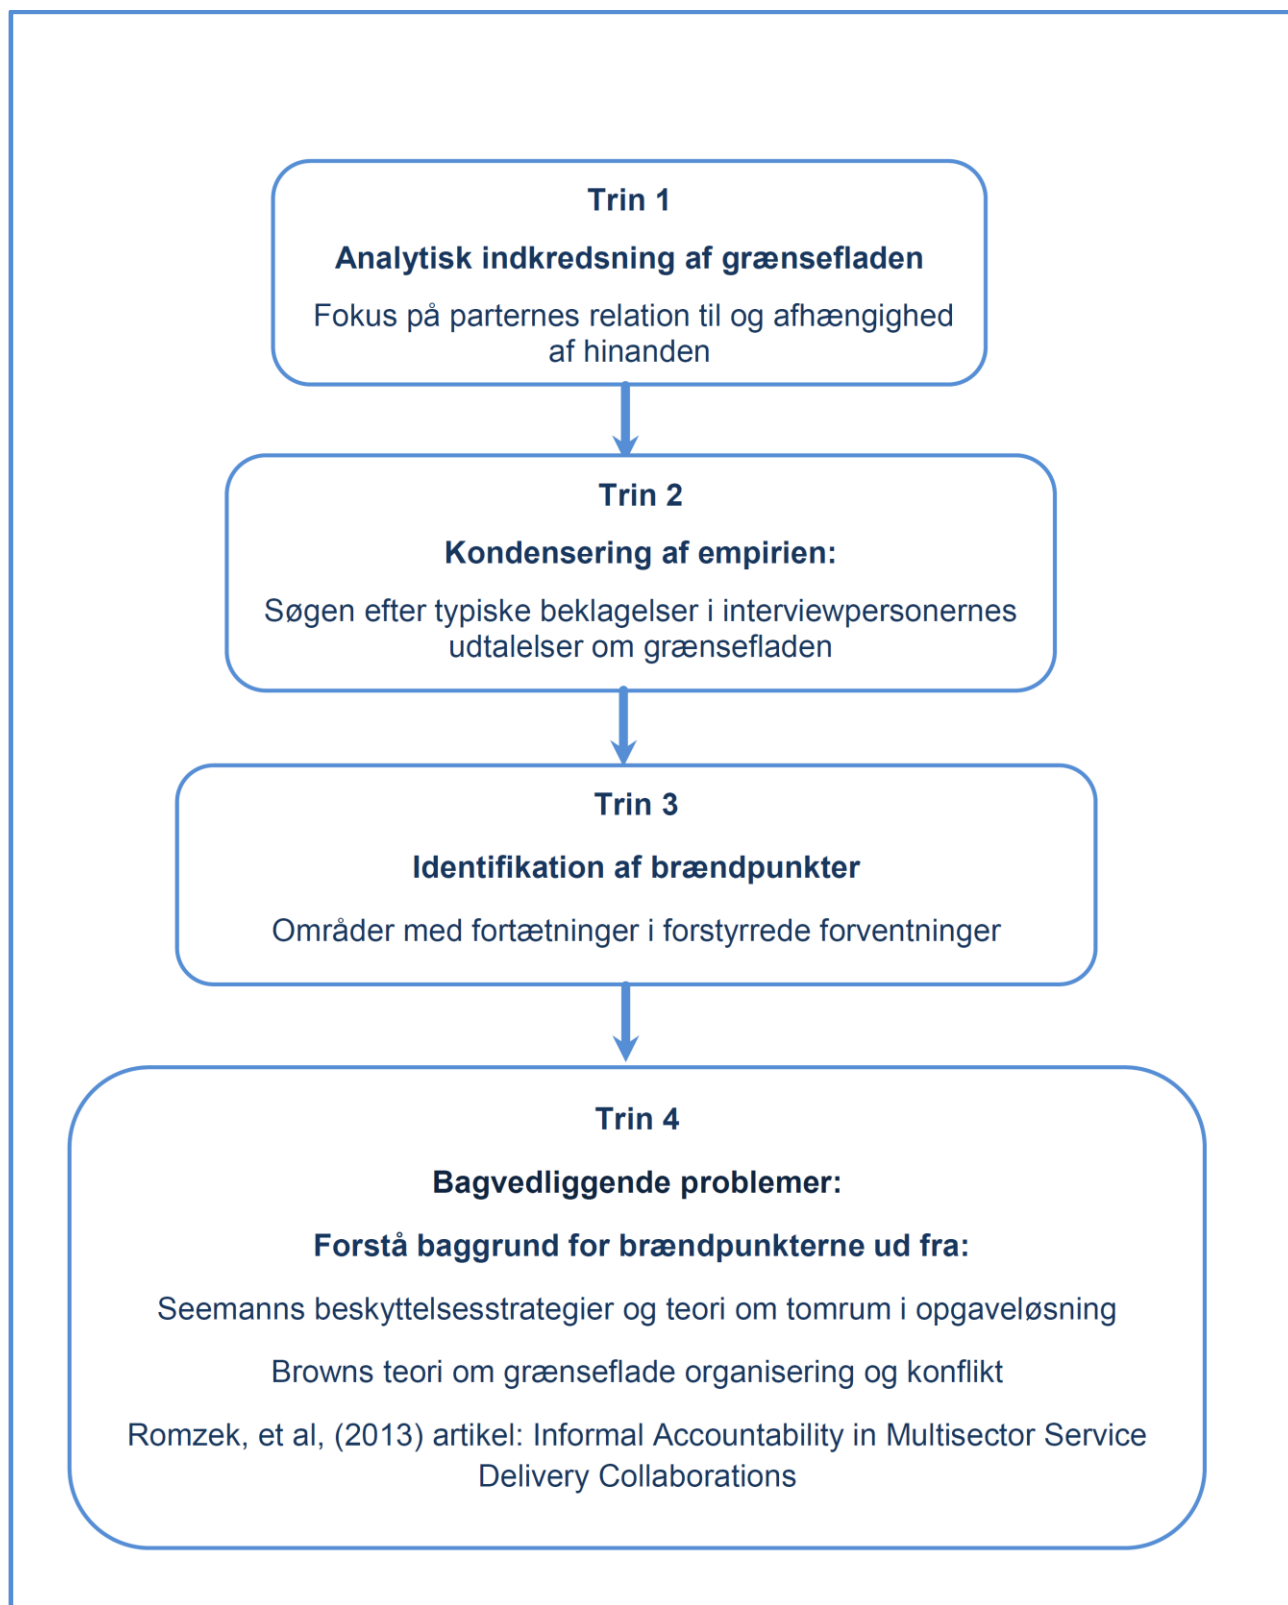 Trin 1
Analytisk indkredsning af grænsefladen
Fokus på parternes relation til og afhængighed
af hinanden
Trin 2
Kondensering af empirien:
Søgen efter typiske beklagelser i interviewpersonernes
udtalelser om grænsefladen
Trin 3
Identifikation af brændpunkter
Områder med fortætninger i forstyrrede forventninger
Trin 4
Bagvedliggende problemer:
Forstå baggrund for brændpunkterne ud fra:
Seemanns beskyttelsesstrategier og teori om tomrum i opgaveløsning
Browns teori om grænseflade organisering og konflikt
Romzek, et al, (2013) artikel: Informal Accountability in Multisector Service
Delivery Collaborations